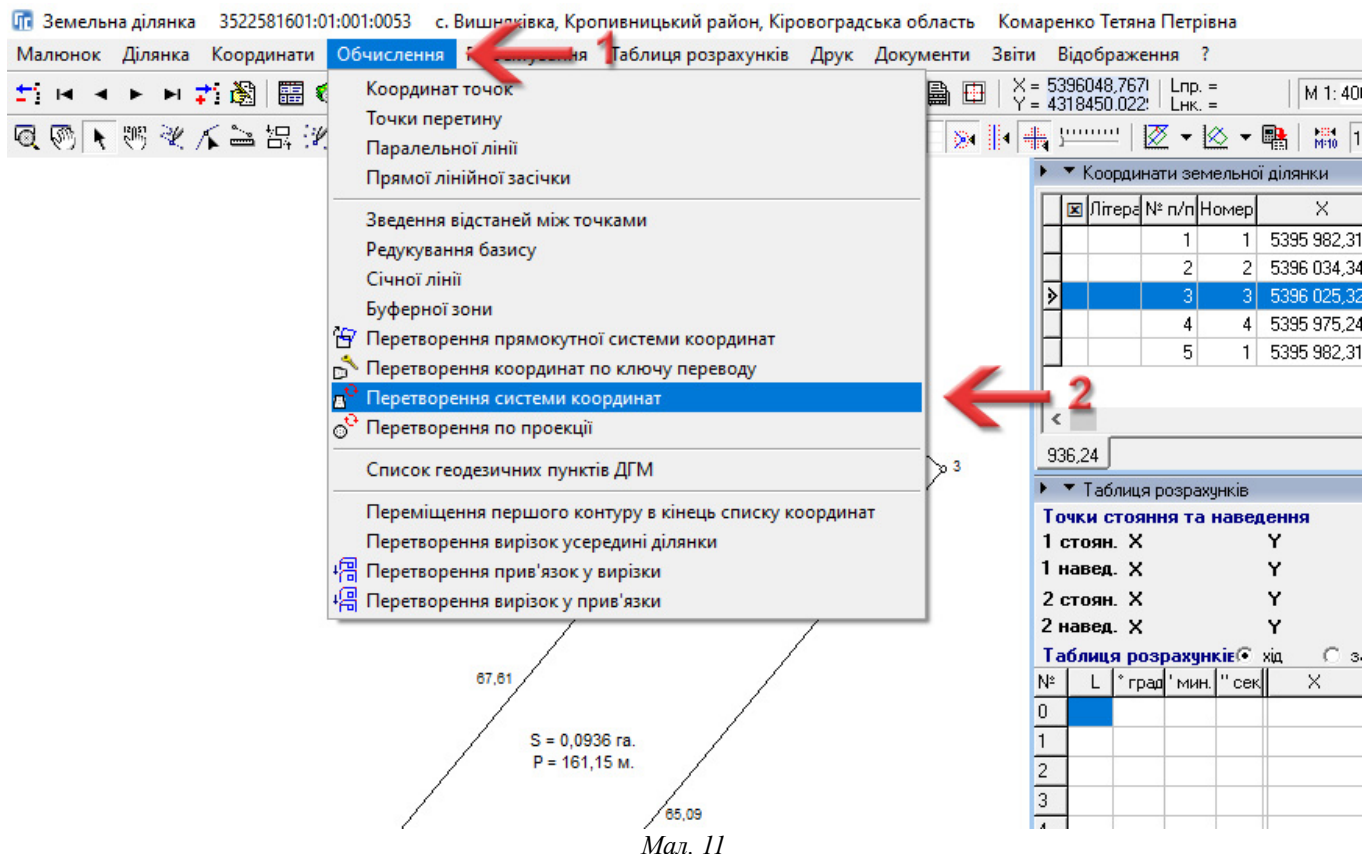 Земельна ділянка 3522581601:01:001:0053 с. Вишняківка, Кропивницький район, Кіровоградська область Комаренко Тетяна Петрівна
Малюнок Ділянка Координати Обчислення Таблиця розрахунків Друк Документи Звіти Відображення ?
1
X = 5396048,767 Lпр. =
Y = 4318450.022 Lнк. =
M 1: 400
M:10 1
Координат точок
Точки перетину
Паралельної лінії
Прямої лінійної засічки
Зведення відстаней між точками
Редукування базису
Січної лінії
Буферної зони
Перетворення прямокутної системи координат
Перетворення координат по ключу переводу
Перетворення системи координат
Перетворення по проекції
Список геодезичних пунктів ДГМ
Переміщення першого контуру в кінець списку координат
Перетворення вирізок усередині ділянки
Перетворення прив'язок у вирізки
Перетворення вирізок у прив'язки
2
3
67,61
S = 0,0936 га.
P = 161,15 м.
65,09
Координати земельної ділянки
Літера № п/п Номер X
1 1 5395 982,31
2 2 5396 034,34
3 3 5396 025,32
4 4 5395 975,24
5 1 5395 982,31
936,24
Таблиця розрахунків
Точки стояння та наведення
1 стоян. X Y
1 навед. X Y
2 стоян. X Y
2 навед. X Y
Таблиця розрахунків хід
№ L ° град ' мин. " сек X
0
1
2
3
Мал. 11